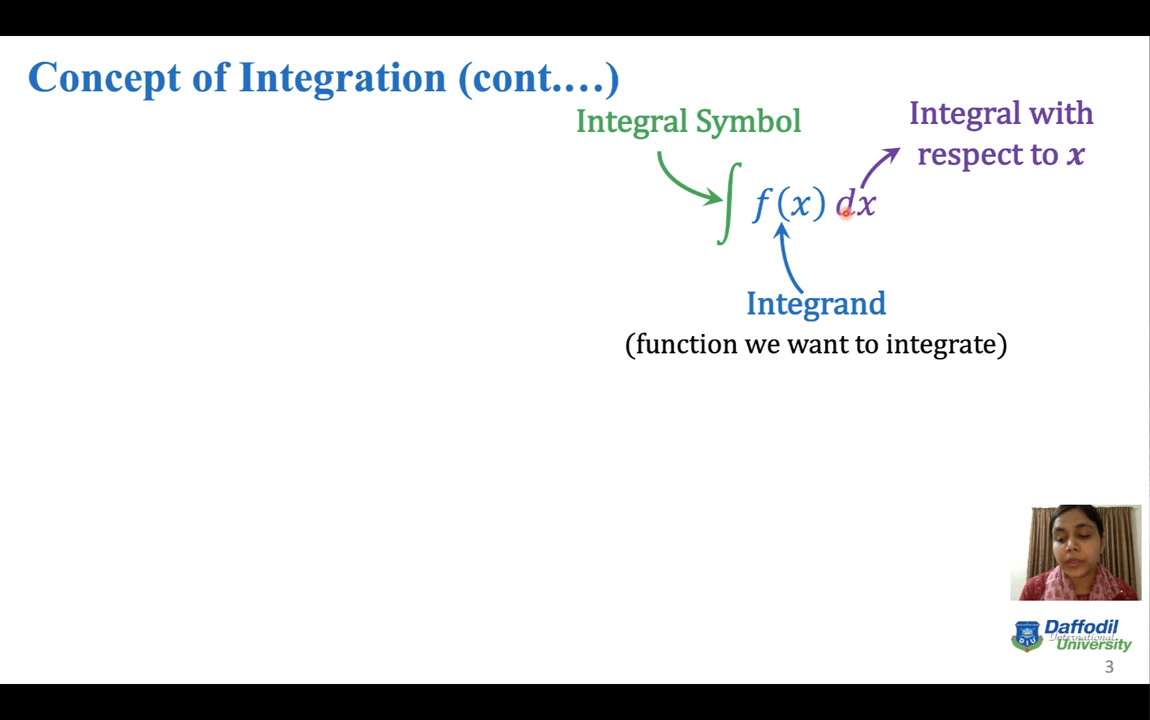 Concept of Integration (cont.…)
Integral Symbol
Integral with
respect to x
∫ f(x) dx
Integrand
(function we want to integrate)
Daffodil
International
University
DIU
3